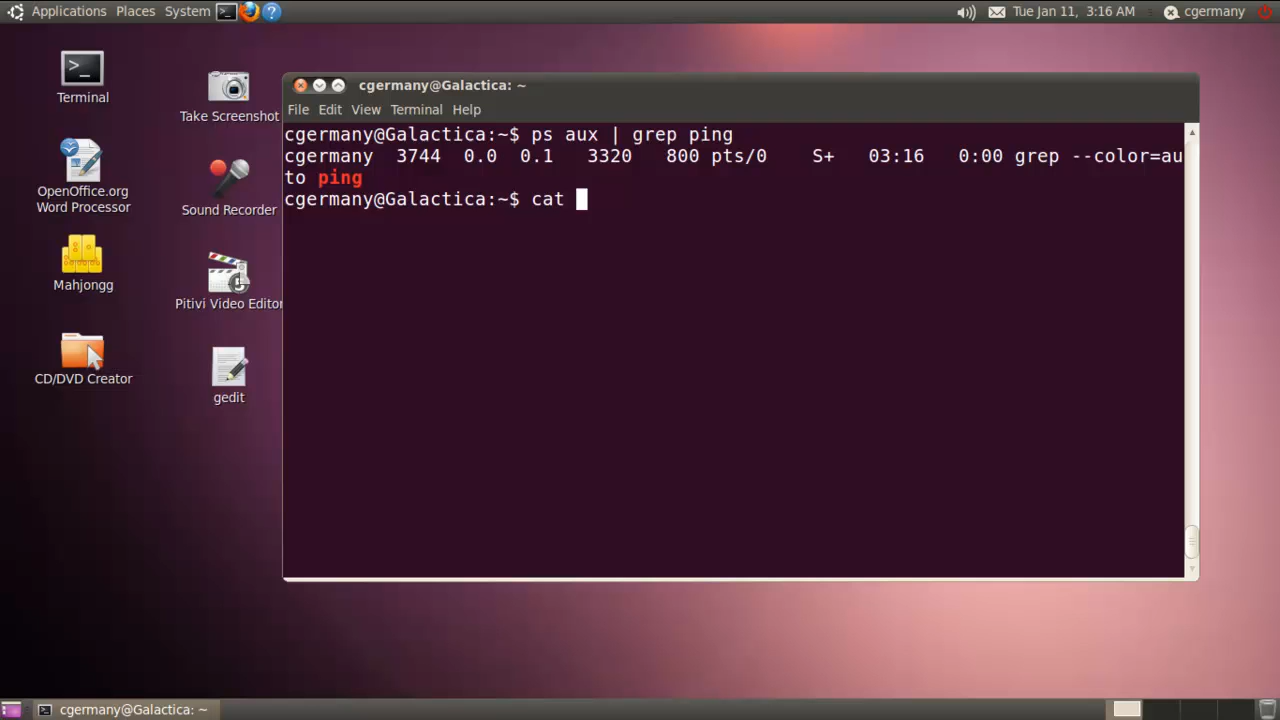 Applications Places System
Tue Jan 11, 3:16 AM cgermany
Terminal
Take Screenshot
OpenOffice.org
Word Processor
Sound Recorder
Mahjongg
Pitivi Video Editor
CD/DVD Creator
gedit
cgermany@Galactica: ~
File Edit View Terminal Help
cgermany@Galactica:~$ ps aux | grep ping
cgermany 3744 0.0 0.1 3320 800 pts/0 S+ 03:16 0:00 grep --color=au
to ping
cgermany@Galactica:~$ cat
cgermany@Galactica: ~